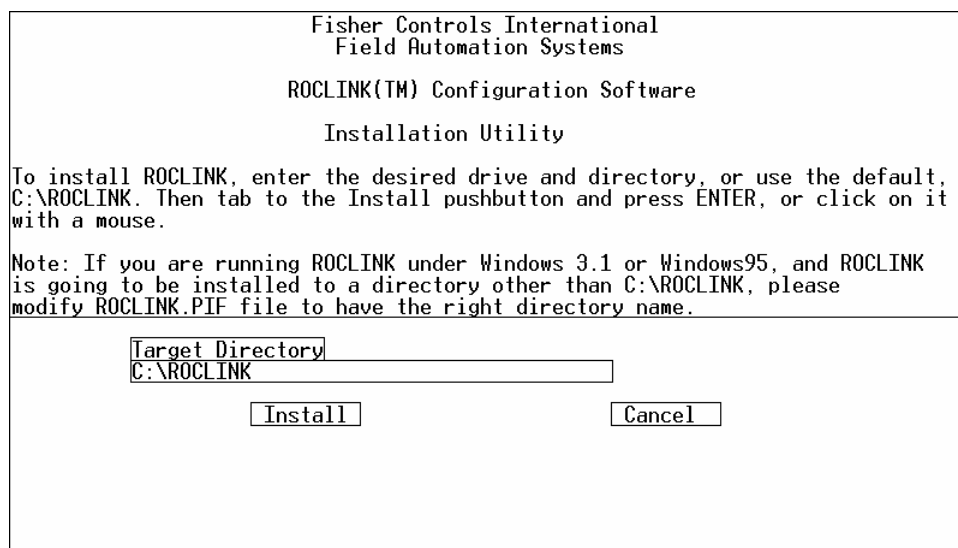 Fisher Controls International
Field Automation Systems
ROCLINK(TM) Configuration Software
Installation Utility
To install ROCLINK, enter the desired drive and directory, or use the default,
C:\ROCLINK. Then tab to the Install pushbutton and press ENTER, or click on it
with a mouse.
Note: If you are running ROCLINK under Windows 3.1 or Windows95, and ROCLINK
is going to be installed to a directory other than C:\ROCLINK, please
modify ROCLINK.PIF file to have the right directory name.
Target Directory
C:\ROCLINK
Install Cancel